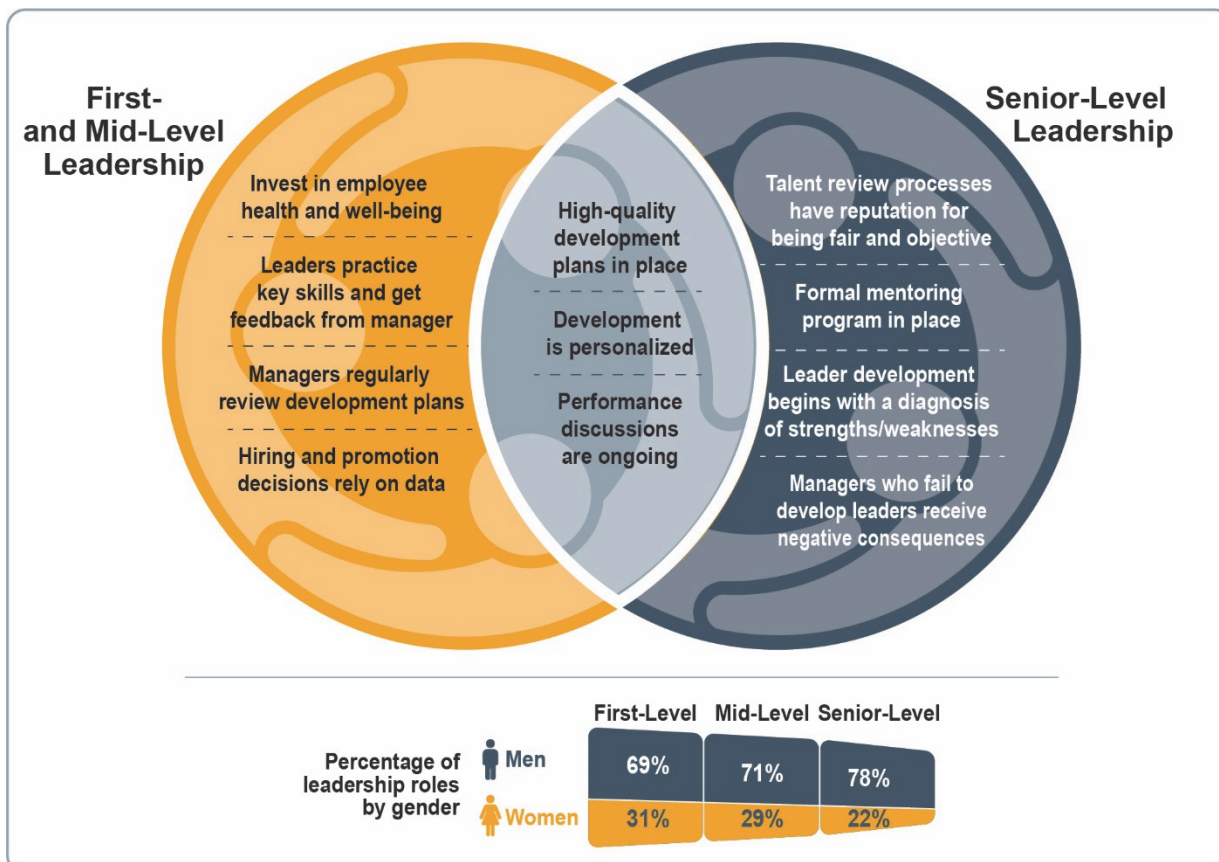 First-
and Mid-Level
Leadership
Senior-Level
Leadership
Invest in employee
health and well-being
Leaders practice
key skills and get
feedback from manager
Managers regularly
review development plans
Hiring and promotion
decisions rely on data
High-quality
development
plans in place
Development
is personalized
Performance
discussions
are ongoing
Talent review processes
have reputation for
being fair and objective
Formal mentoring
program in place
Leader development
begins with a diagnosis
of strengths/weaknesses
Managers who fail to
develop leaders receive
negative consequences
Percentage of
leadership roles
by gender
First-Level Mid-Level Senior-Level
Men 69% 71% 78%
Women 31% 29% 22%